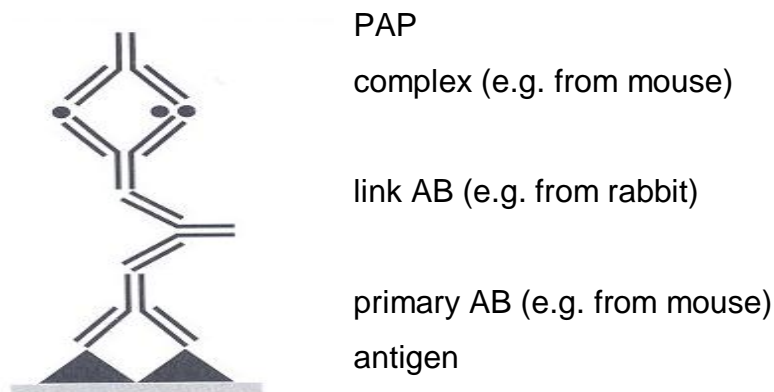 PAP
complex (e.g. from mouse)
link AB (e.g. from rabbit)
primary AB (e.g. from mouse)
antigen